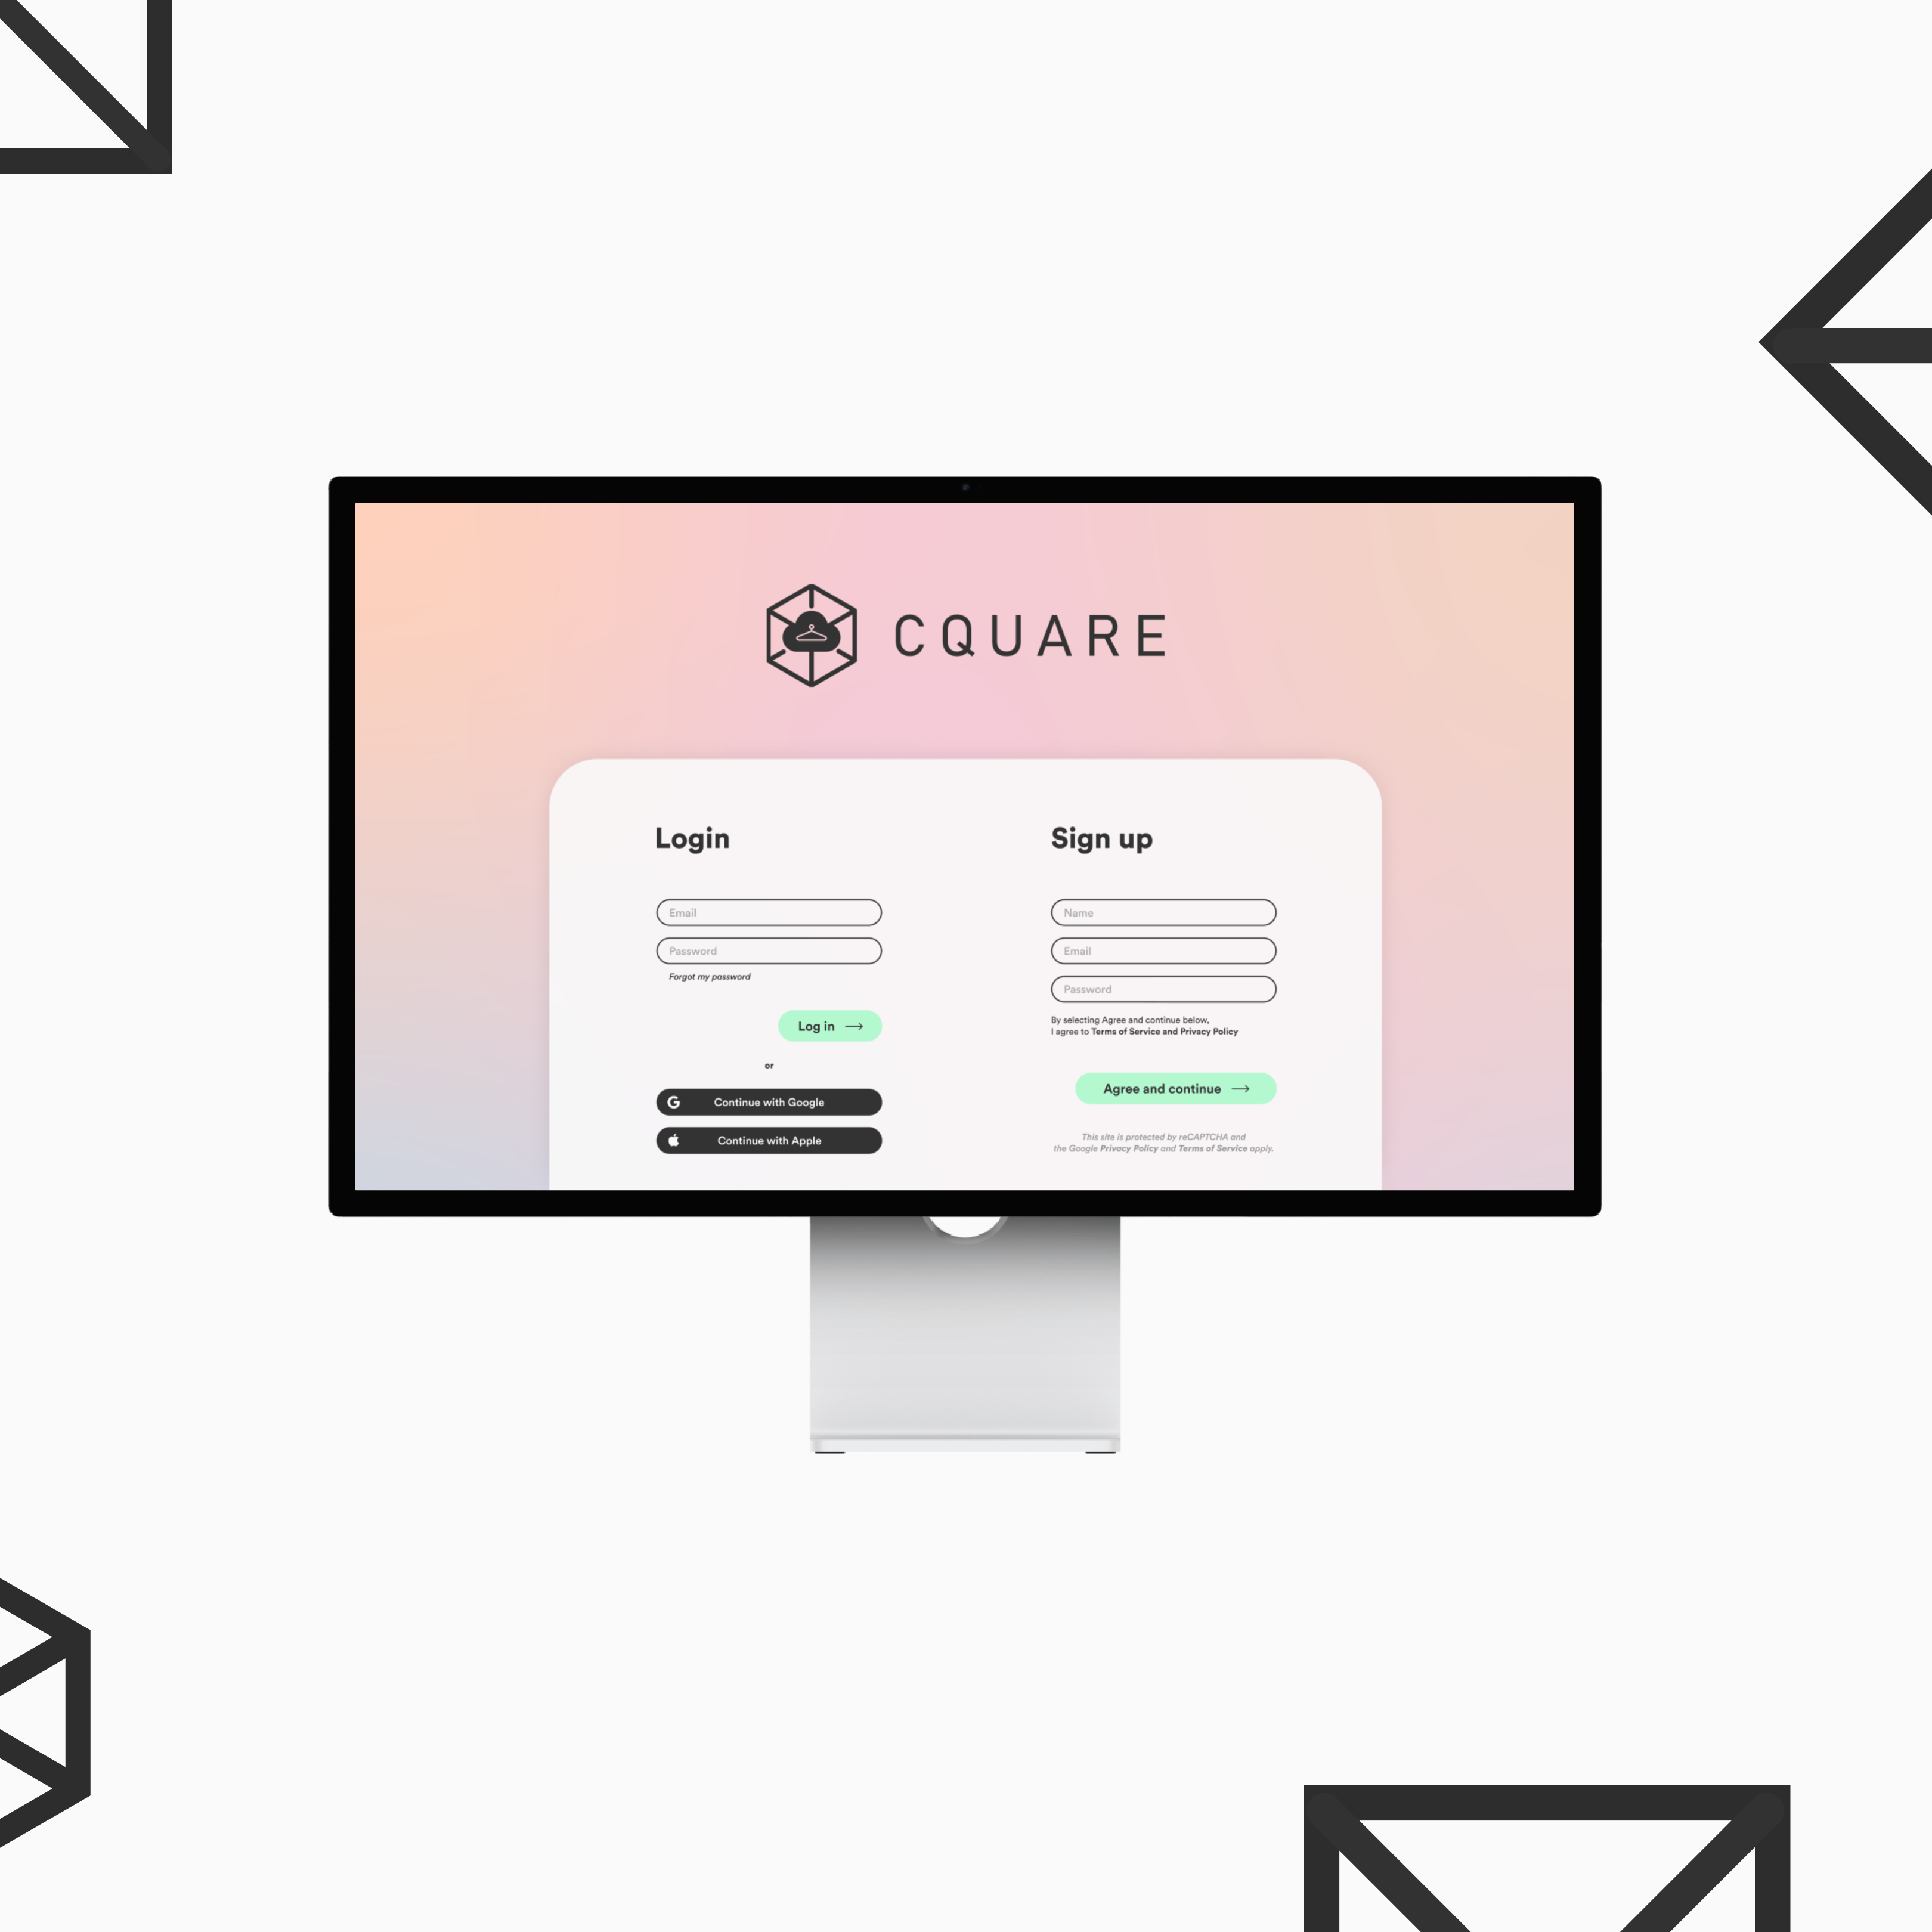 CQUARE
Login
Email
Password
Forgot my password
Log in
or
Continue with Google
Continue with Apple
Sign up
Name
Email
Password
By selecting Agree and continue below,
I agree to Terms of Service and Privacy Policy
Agree and continue
This site is protected by reCAPTCHA and
the Google Privacy Policy and Terms of Service apply.